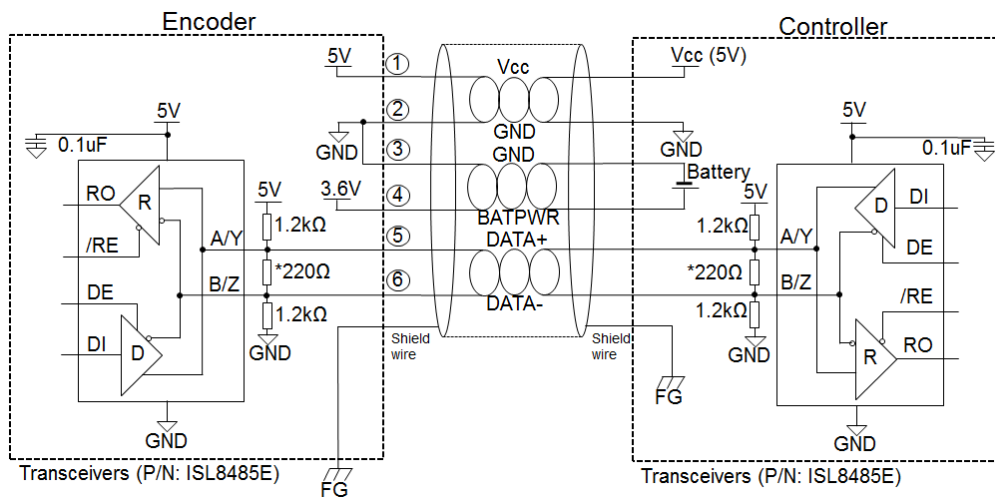 Encoder
Controller
5V
①
Vcc
Vcc (5V)
②
GND
GND
GND
5V
0.1uF
③
GND
3.6V
④
BATPWR
Battery
5V
0.1uF
RO
R
/RE
5V
1.2kΩ
A/Y
⑤
DATA+
*220Ω
B/Z
⑥
DATA-
1.2kΩ
GND
DE
DI
D
GND
5V
1.2kΩ
A/Y
*220Ω
B/Z
1.2kΩ
GND
D
DI
DE
/RE
R
RO
GND
Shield
wire
Shield
wire
FG
FG
Transceivers (P/N: ISL8485E)
Transceivers (P/N: ISL8485E)